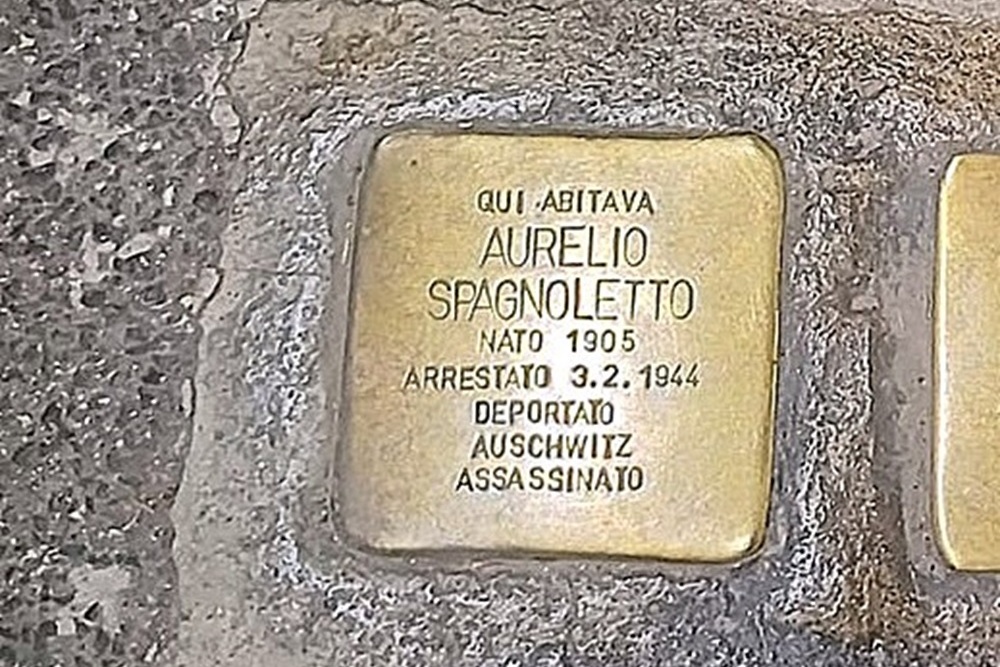 QUI ABITAVA
AURELIO
SPAGNOLETTO
NATO 1905
ARRESTATO 3.2.1944
DEPORTATO
AUSCHWITZ
ASSASSINATO